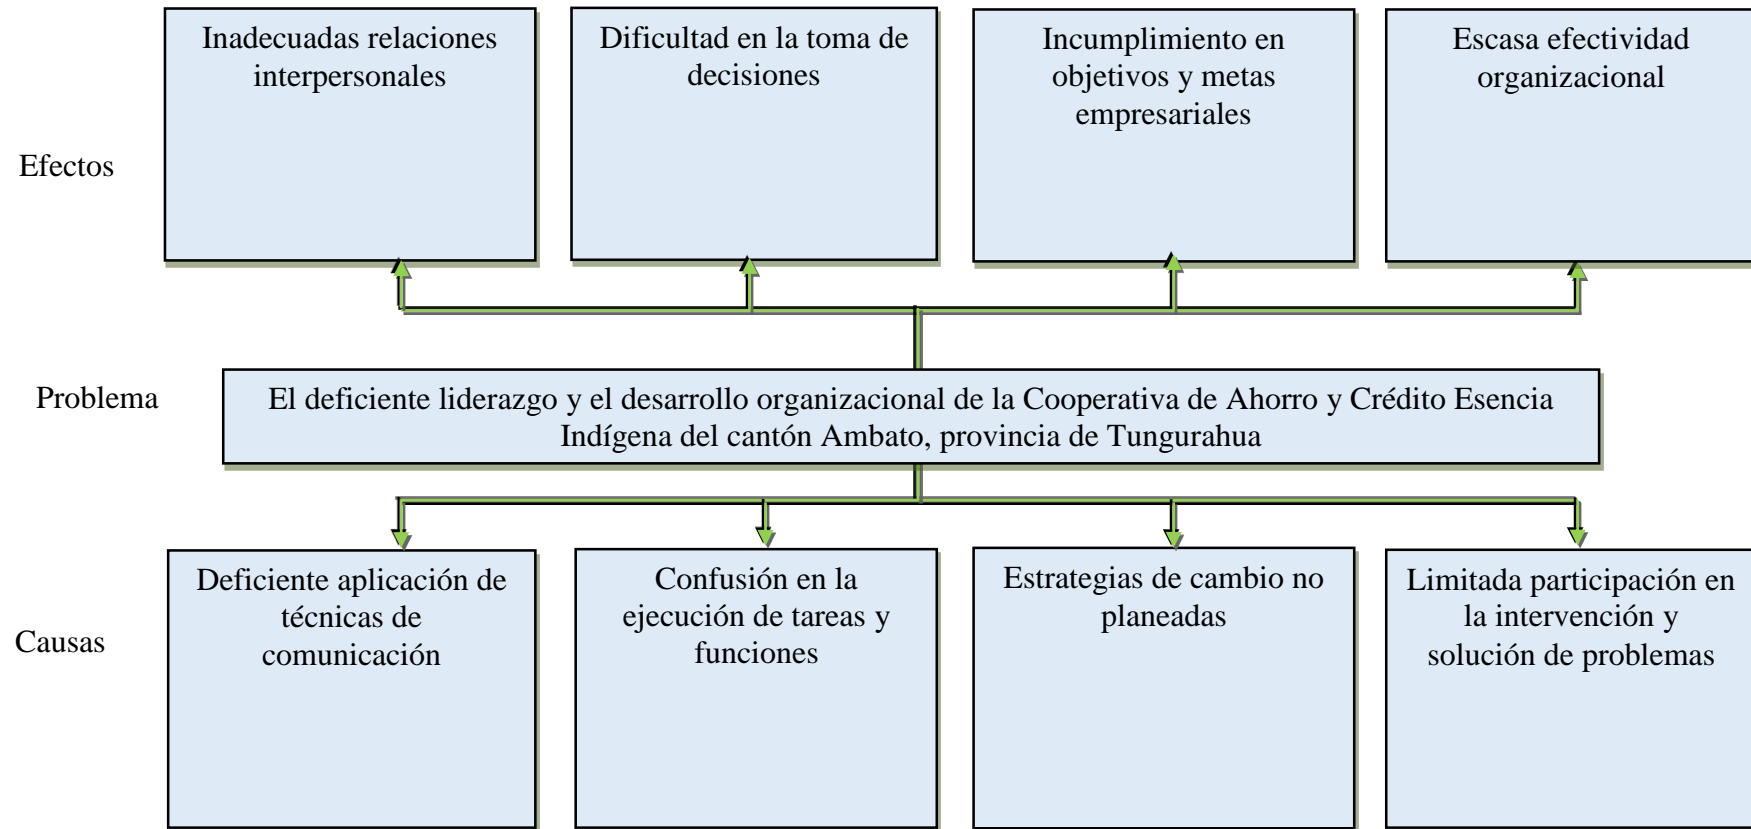 Efectos
Inadecuadas relaciones
interpersonales
Dificultad en la toma de
decisiones
Incumplimiento en
objetivos y metas
empresariales
Escasa efectividad
organizacional
Problema
El deficiente liderazgo y el desarrollo organizacional de la Cooperativa de Ahorro y Crédito Esencia
Indígena del cantón Ambato, provincia de Tungurahua
Causas
Deficiente aplicación de
técnicas de
comunicación
Confusión en la
ejecución de tareas y
funciones
Estrategias de cambio no
planeadas
Limitada participación en
la intervención y
solución de problemas